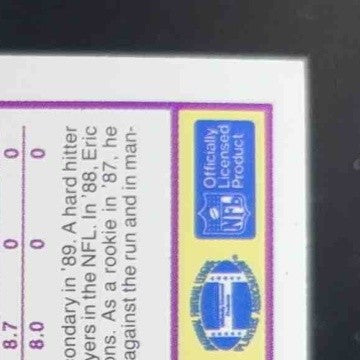 8.7 0 0
8.0 0 0
ondary in '89. A hard hitter
yers in the NFL. In '88, Eric
ons. As a rookie in '87, he
against the run and in man-
Officially
Licensed
Product
NFL